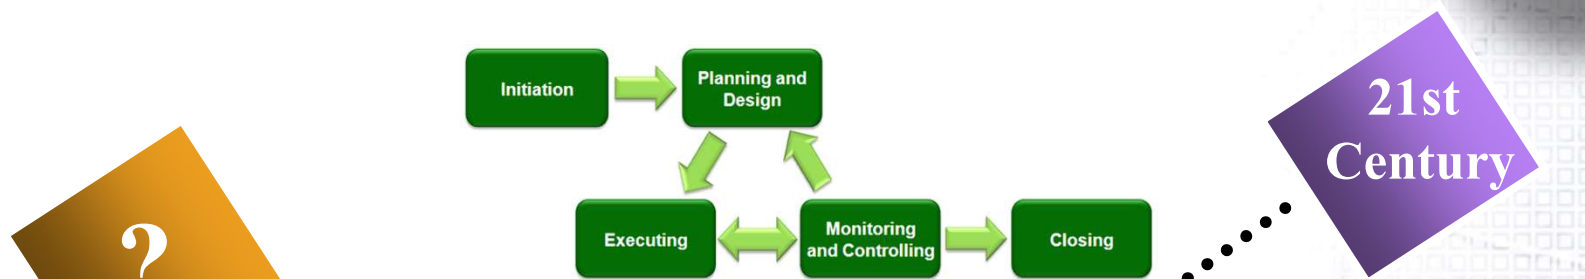 Initiation
Planning and
Design
21st
Century
?
Executing
Monitoring
and Controlling
Closing